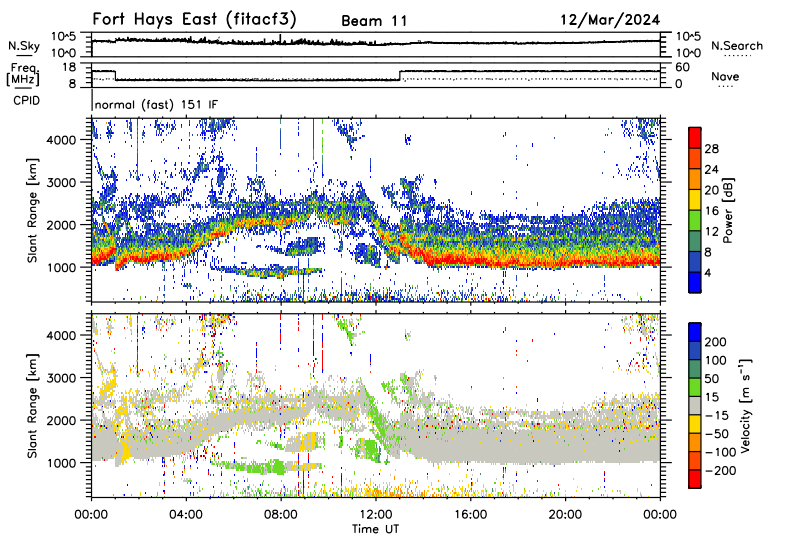 Fort Hays East (fitacf3) Beam 11 12/Mar/2024
N.Sky 10^5 10^0 10^5 10^0 N.Search
Freq. [MHz] 18 8 60 0 Nave
CPID normal (fast) 151 IF
Slant Range [km] 4000 3000 2000 1000
28 24 20 16 12 8 4 Power [dB]
Slant Range [km] 4000 3000 2000 1000
200 100 50 15 −15 −50 −100 −200 Velocity [m s⁻¹]
00:00 04:00 08:00 12:00 16:00 20:00 00:00
Time UT